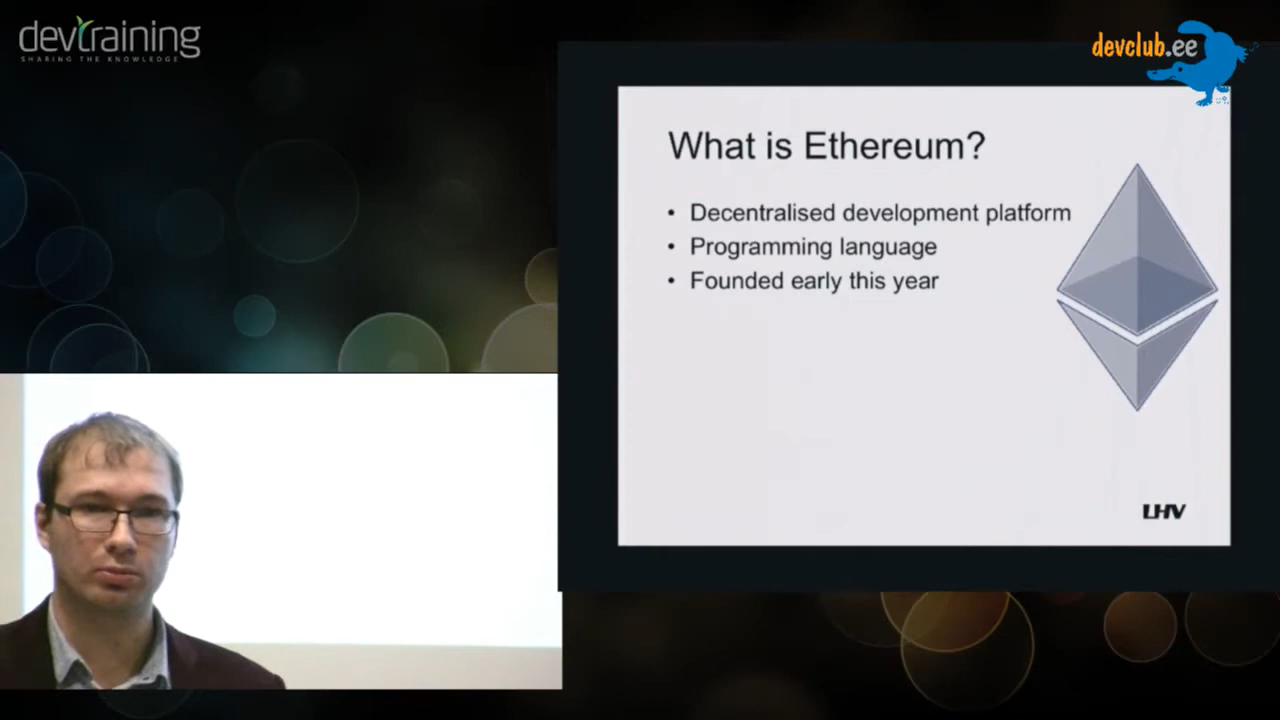 devtraining
SHARING THE KNOWLEDGE
devclub.ee
What is Ethereum?
• Decentralised development platform
• Programming language
• Founded early this year
LHV